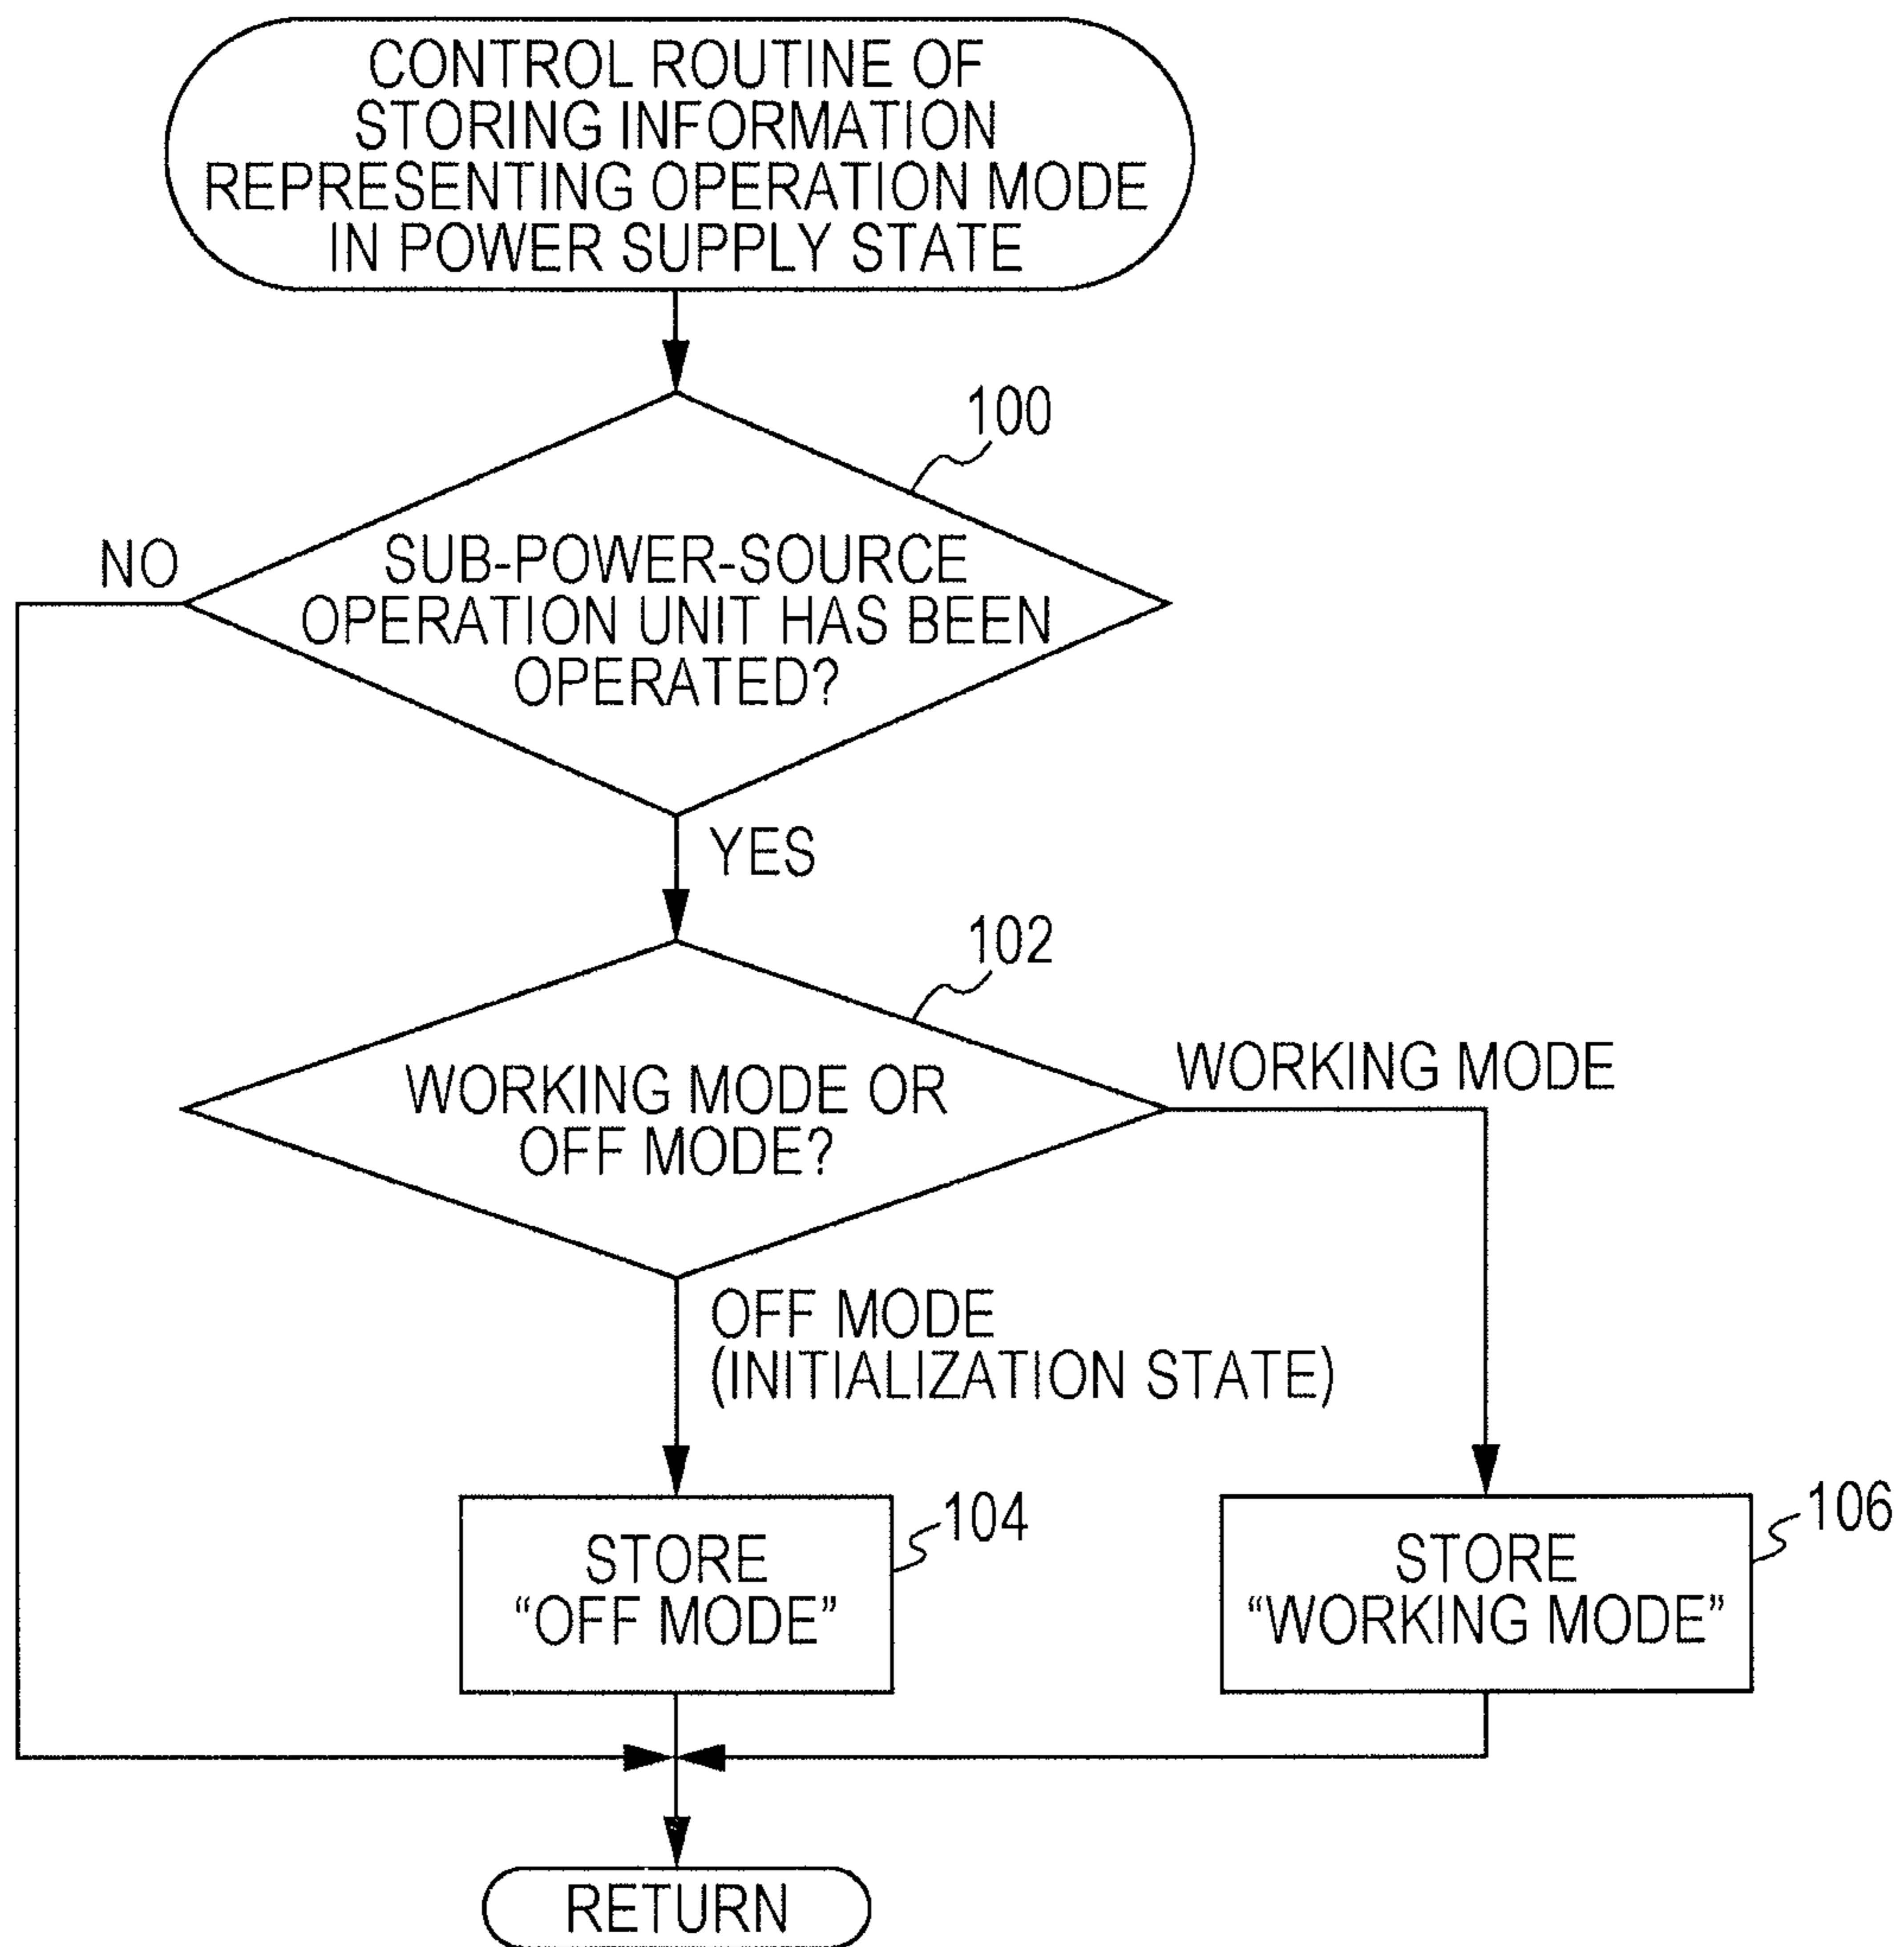 CONTROL ROUTINE OF
STORING INFORMATION
REPRESENTING OPERATION MODE
IN POWER SUPPLY STATE
100
NO
SUB-POWER-SOURCE
OPERATION UNIT HAS BEEN
OPERATED?
YES
102
WORKING MODE OR
OFF MODE?
WORKING MODE
OFF MODE
(INITIALIZATION STATE)
STORE
“OFF MODE”
104
STORE
“WORKING MODE”
106
RETURN